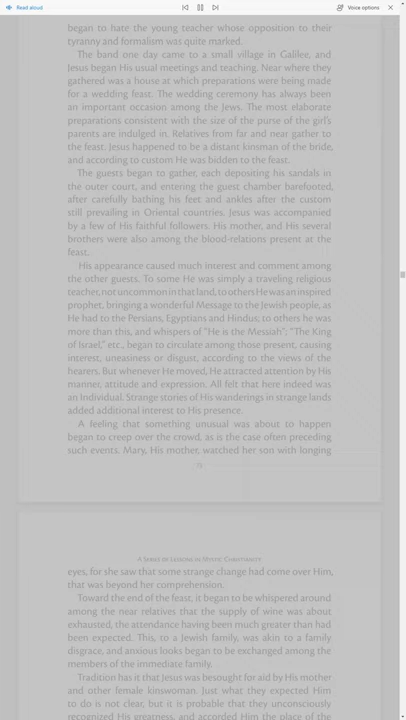 Read aloud
Voice options
began to hate the young teacher whose opposition to their
tyranny and formalism was quite marked.
The band one day came to a small village in Galilee, and
Jesus began His usual meetings and teaching. Near where they
gathered was a house at which preparations were being made
for a wedding feast. The wedding ceremony has always been
an important occasion among the Jews. The most elaborate
preparations consistent with the size of the purse of the girl's
parents are indulged in. Relatives from far and near gather to
the feast. Jesus happened to be a distant kinsman of the bride,
and according to custom He was bidden to the feast.
The guests began to gather, each depositing his sandals in
the outer court, and entering the guest chamber barefooted,
after carefully bathing his feet and ankles after the custom
still prevailing in Oriental countries. Jesus was accompanied
by a few of His faithful followers. His mother, and His several
brothers were also among the blood-relations present at the
feast.
His appearance caused much interest and comment among
the other guests. To some He was simply a traveling religious
teacher, not uncommon in that land, to others He was an inspired
prophet, bringing a wonderful Message to the Jewish people, as
He had to the Persians, Egyptians and Hindus; to others he was
more than this, and whispers of "He is the Messiah"; "The King
of Israel," etc., began to circulate among those present, causing
interest, uneasiness or disgust, according to the views of the
hearers. But whenever He moved, He attracted attention by His
manner, attitude and expression. All felt that here indeed was
an Individual. Strange stories of His wanderings in strange lands
added additional interest to His presence.
A feeling that something unusual was about to happen
began to creep over the crowd, as is the case often preceding
such events. Mary, His mother, watched her son with longing
A Series of Lessons in Mystic Christianity
eyes, for she saw that some strange change had come over Him,
that was beyond her comprehension.
Toward the end of the feast, it began to be whispered around
among the near relatives that the supply of wine was about
exhausted, the attendance having been much greater than had
been expected. This, to a Jewish family, was akin to a family
disgrace, and anxious looks began to be exchanged among the
members of the immediate family.
Tradition has it that Jesus was besought for aid by His mother
and other female kinswoman. Just what they expected Him
to do is not clear, but it is probable that they unconsciously
recognized His greatness, and accorded Him the place of the